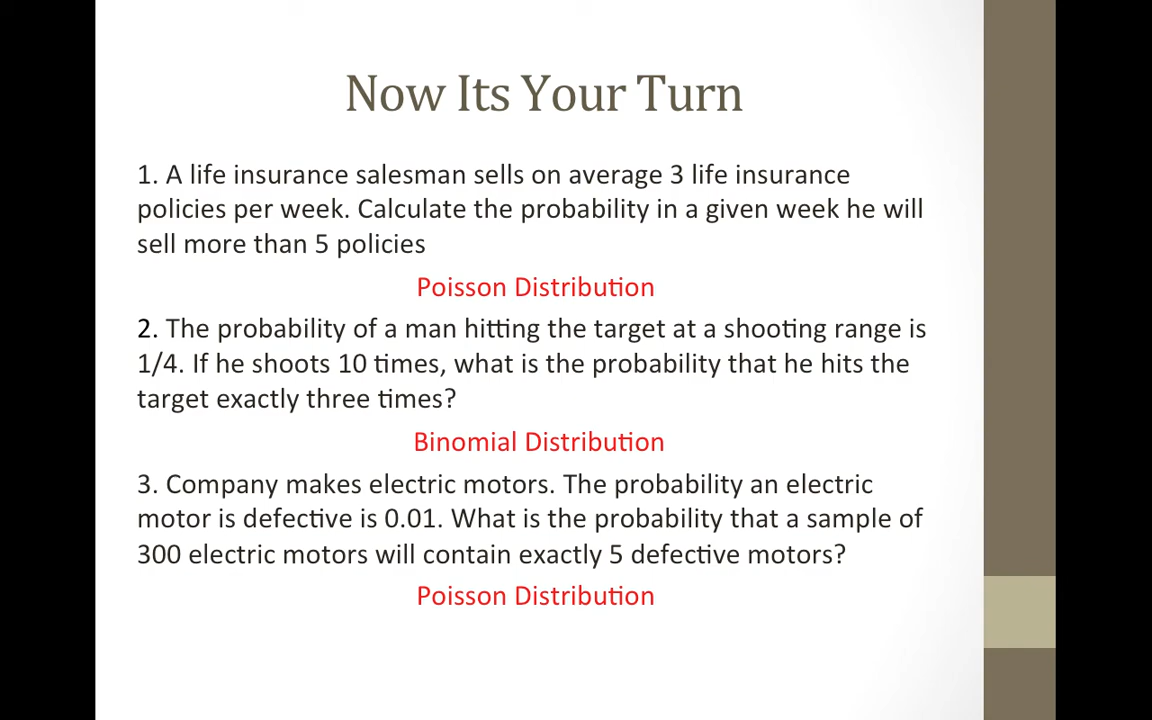 Now Its Your Turn
1. A life insurance salesman sells on average 3 life insurance
policies per week. Calculate the probability in a given week he will
sell more than 5 policies
Poisson Distribution
2. The probability of a man hitting the target at a shooting range is
1/4. If he shoots 10 times, what is the probability that he hits the
target exactly three times?
Binomial Distribution
3. Company makes electric motors. The probability an electric
motor is defective is 0.01. What is the probability that a sample of
300 electric motors will contain exactly 5 defective motors?
Poisson Distribution